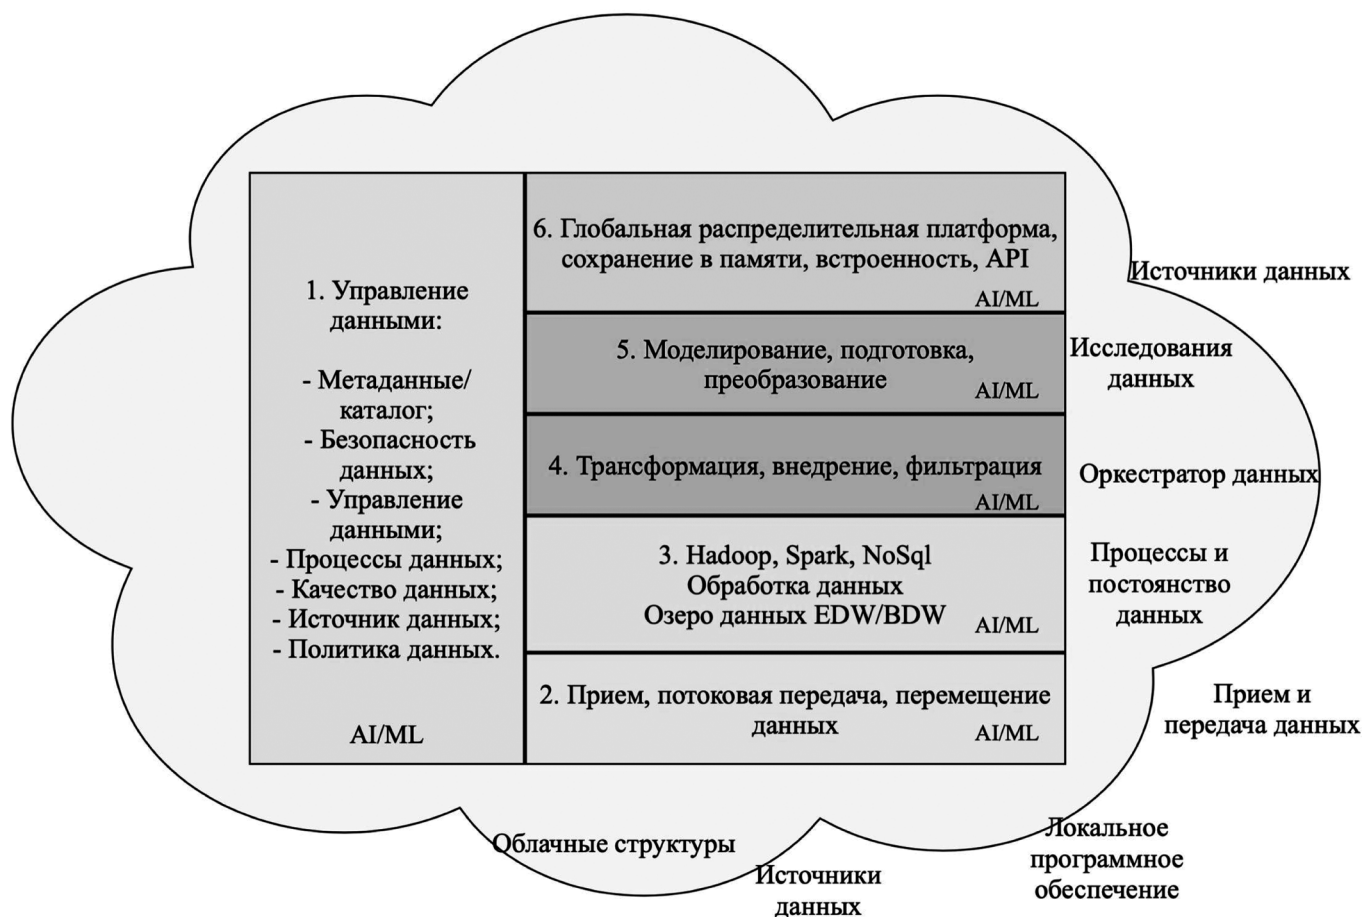 1. Управление
данными:
- Метаданные/
каталог;
- Безопасность
данных;
- Управление
данными;
- Процессы данных;
- Качество данных;
- Источник данных;
- Политика данных.
AI/ML
6. Глобальная распределительная платформа,
сохранение в памяти, встроенность, API
AI/ML
5. Моделирование, подготовка,
преобразование
AI/ML
4. Трансформация, внедрение, фильтрация
AI/ML
3. Hadoop, Spark, NoSql
Обработка данных
Озеро данных EDW/BDW
AI/ML
2. Прием, потоковая передача, перемещение
данных
AI/ML
Источники данных
Исследования
данных
Оркестратор данных
Процессы и
постоянство
данных
Прием и
передача данных
Облачные структуры
Источники
данных
Локальное
программное
обеспечение